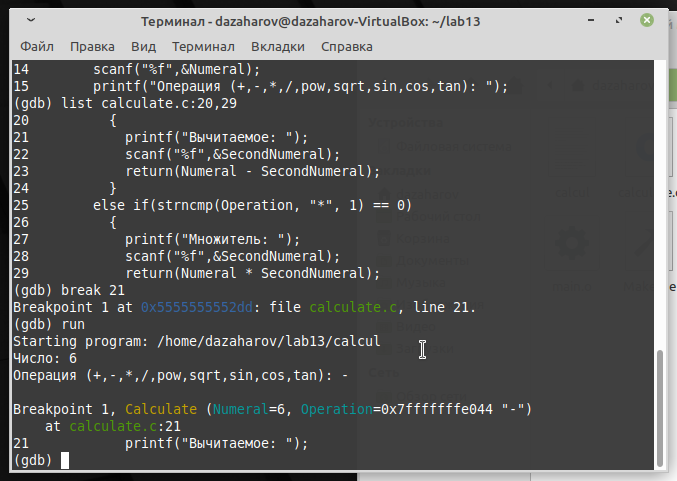 Терминал - dazaharov@dazaharov-VirtualBox: ~/lab13
Файл Правка Вид Терминал Вкладки Справка
14        scanf("%f",&Numeral);
15        printf("Операция (+,-,*,/,pow,sqrt,sin,cos,tan): ");
(gdb) list calculate.c:20,29
20          {
21            printf("Вычитаемое: ");
22            scanf("%f",&SecondNumeral);
23            return(Numeral - SecondNumeral);
24          }
25        else if(strncmp(Operation, "*", 1) == 0)
26          {
27            printf("Множитель: ");
28            scanf("%f",&SecondNumeral);
29            return(Numeral * SecondNumeral);
(gdb) break 21
Breakpoint 1 at 0x5555555552dd: file calculate.c, line 21.
(gdb) run
Starting program: /home/dazaharov/lab13/calcul
Число: 6
Операция (+,-,*,/,pow,sqrt,sin,cos,tan): -
Breakpoint 1, Calculate (Numeral=6, Operation=0x7fffffffe044 "-")
    at calculate.c:21
21            printf("Вычитаемое: ");
(gdb)